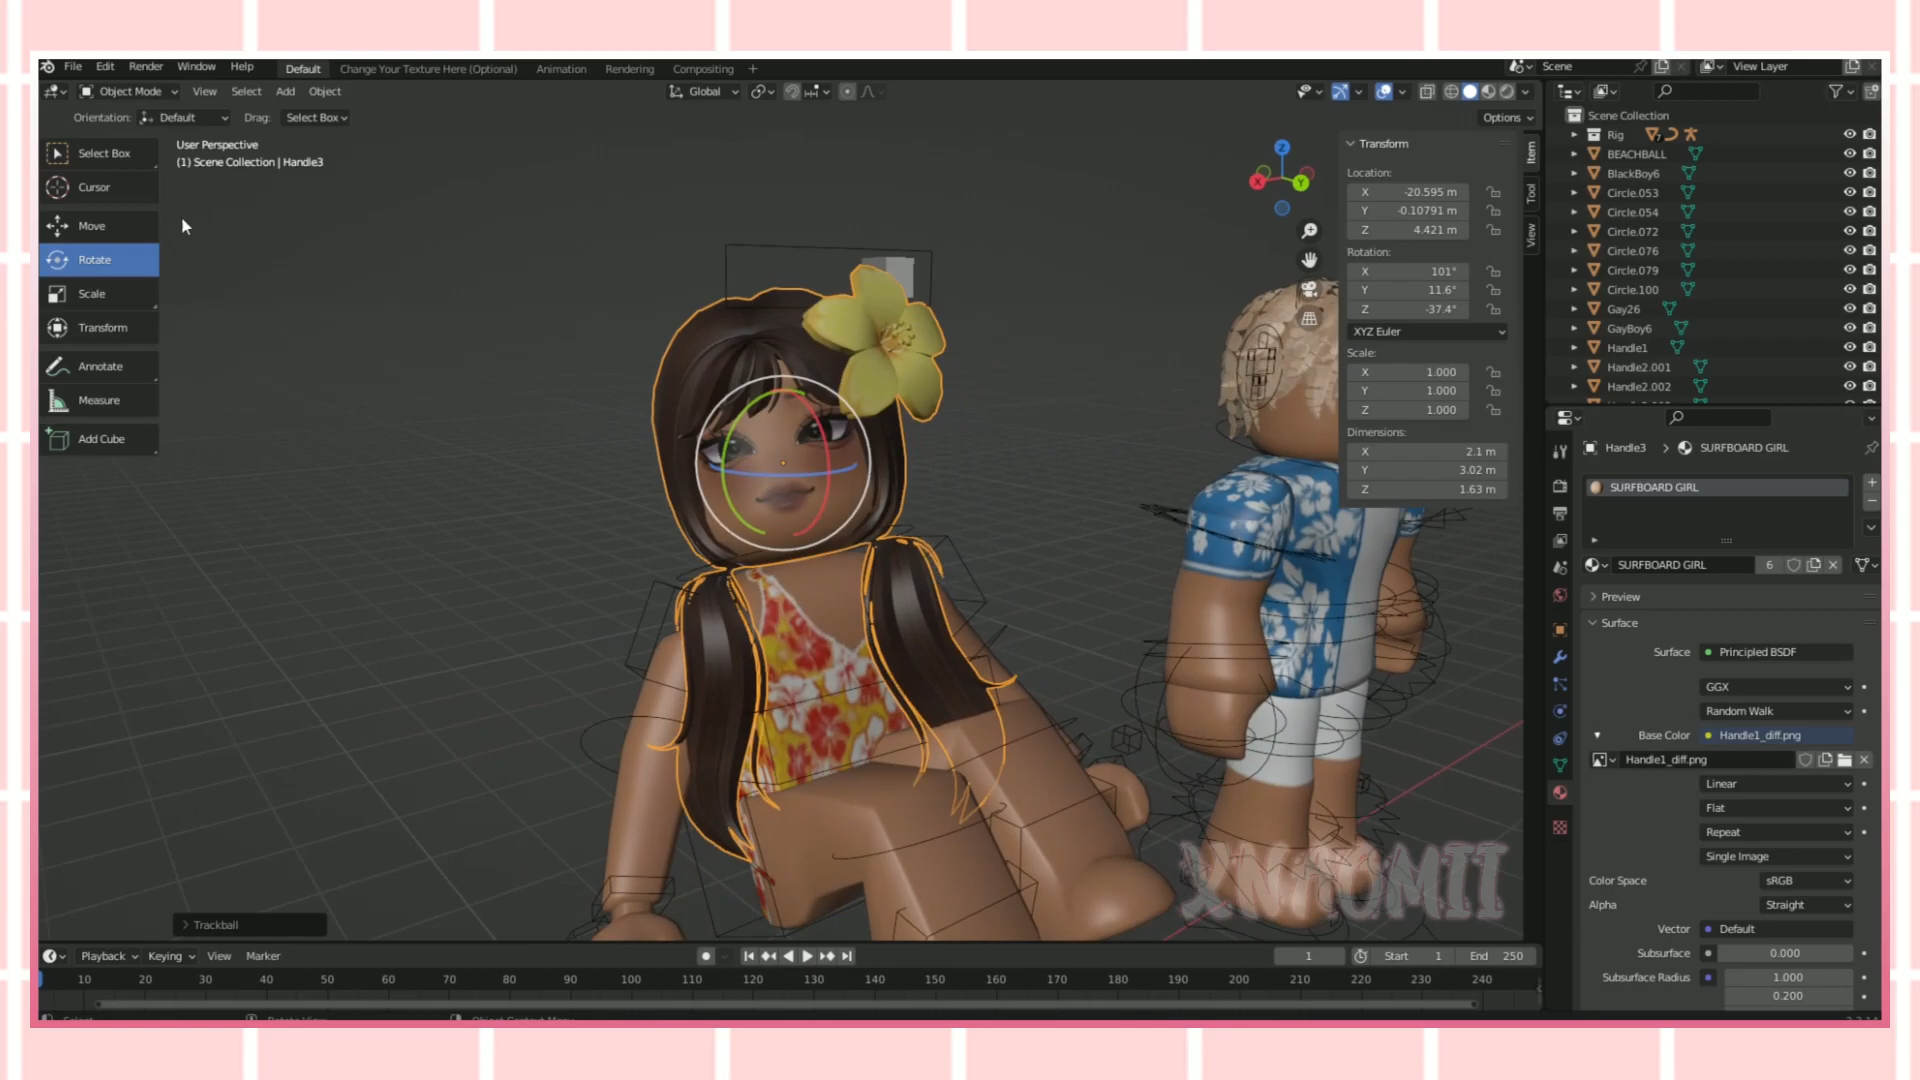 File Edit Render Window Help Default Change Your Texture Here (Optional) Animation Rendering Compositing + Scene View Layer
Object Mode View Select Add Object Global
Orientation: Default Drag: Select Box Options
User Perspective
(1) Scene Collection | Handle3
Select Box
Cursor
Move
Rotate
Scale
Transform
Annotate
Measure
Add Cube
Z
X
Y
Transform
Location:
X -20.595 m
Y -0.10791 m
Z 4.421 m
Rotation:
X 101°
Y 11.6°
Z -37.4°
XYZ Euler
Scale:
X 1.000
Y 1.000
Z 1.000
Dimensions:
X 2.1 m
Y 3.02 m
Z 1.63 m
Item
Tool
View
Scene Collection
Rig
BEACHBALL
BlackBoy6
Circle.053
Circle.054
Circle.072
Circle.076
Circle.079
Circle.100
Gay26
GayBoy6
Handle1
Handle2.001
Handle2.002
Handle3 > SURFBOARD GIRL
SURFBOARD GIRL
SURFBOARD GIRL 6
Preview
Surface
Surface Principled BSDF
GGX
Random Walk
Base Color Handle1_diff.png
Handle1_diff.png
Linear
Flat
Repeat
Single Image
Color Space sRGB
Alpha Straight
Vector Default
Subsurface 0.000
Subsurface Radius 1.000
0.200
XNAOMII
Trackball
Playback Keying View Marker 1 Start 1 End 250
10 20 30 40 50 60 70 80 90 100 110 120 130 140 150 160 170 180 190 200 210 220 230 240